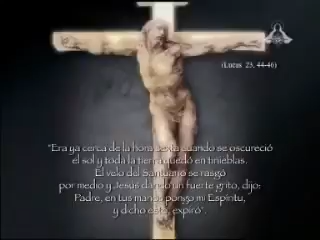 (Lucas 23, 44-46)
"Era ya cerca de la hora sexta cuando se oscureció
el sol y toda la tierra quedó en tinieblas.
El velo del Santuario se rasgó
por medio y Jesús dando un fuerte grito, dijo:
Padre, en tus manos pongo mi Espíritu,
y dicho esto, expiró".